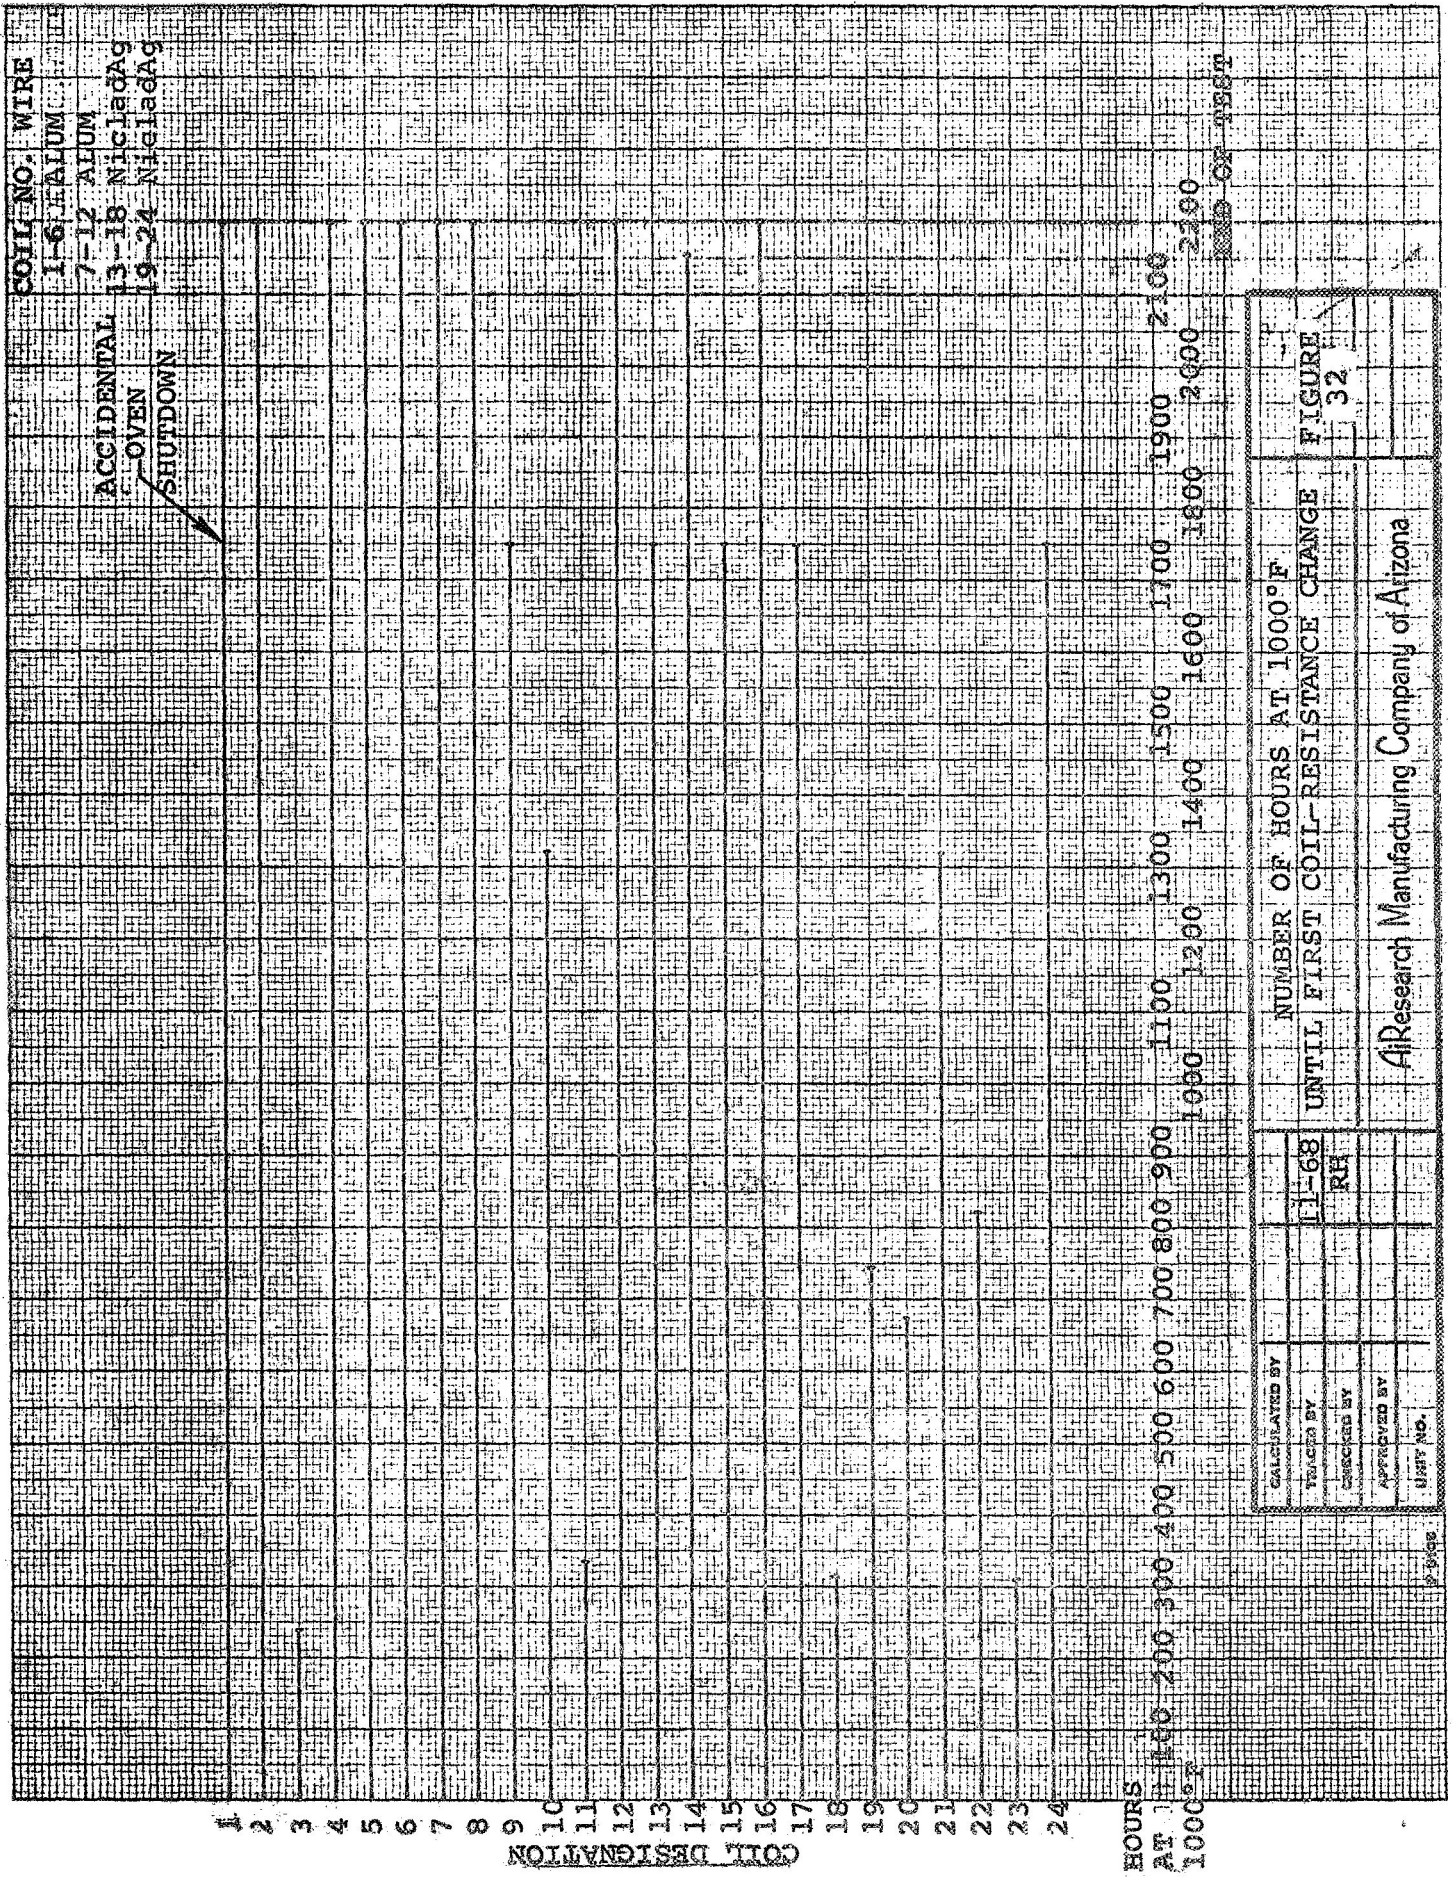 COIL NO. WIRE
1-6 ALUM
7-12 ALUM
13-18 NicladAg
19-24 NicladAg
ACCIDENTAL
OVEN
SHUTDOWN
COIL DESIGNATION
1
2
3
4
5
6
7
8
9
10
11
12
13
14
15
16
17
18
19
20
21
22
23
24
HOURS
AT
1000°F
100 200 300 400 500 600 700 800 900 1000 1100 1200 1300 1400 1500 1600 1700 1800 1900 2000 2100 2200
END OF TEST
CALCULATED BY
TRACED BY 11-68
CHECKED BY RH
APPROVED BY
UNIT NO.
NUMBER OF HOURS AT 1000°F
UNTIL FIRST COIL-RESISTANCE CHANGE
FIGURE
32
AiResearch Manufacturing Company of Arizona